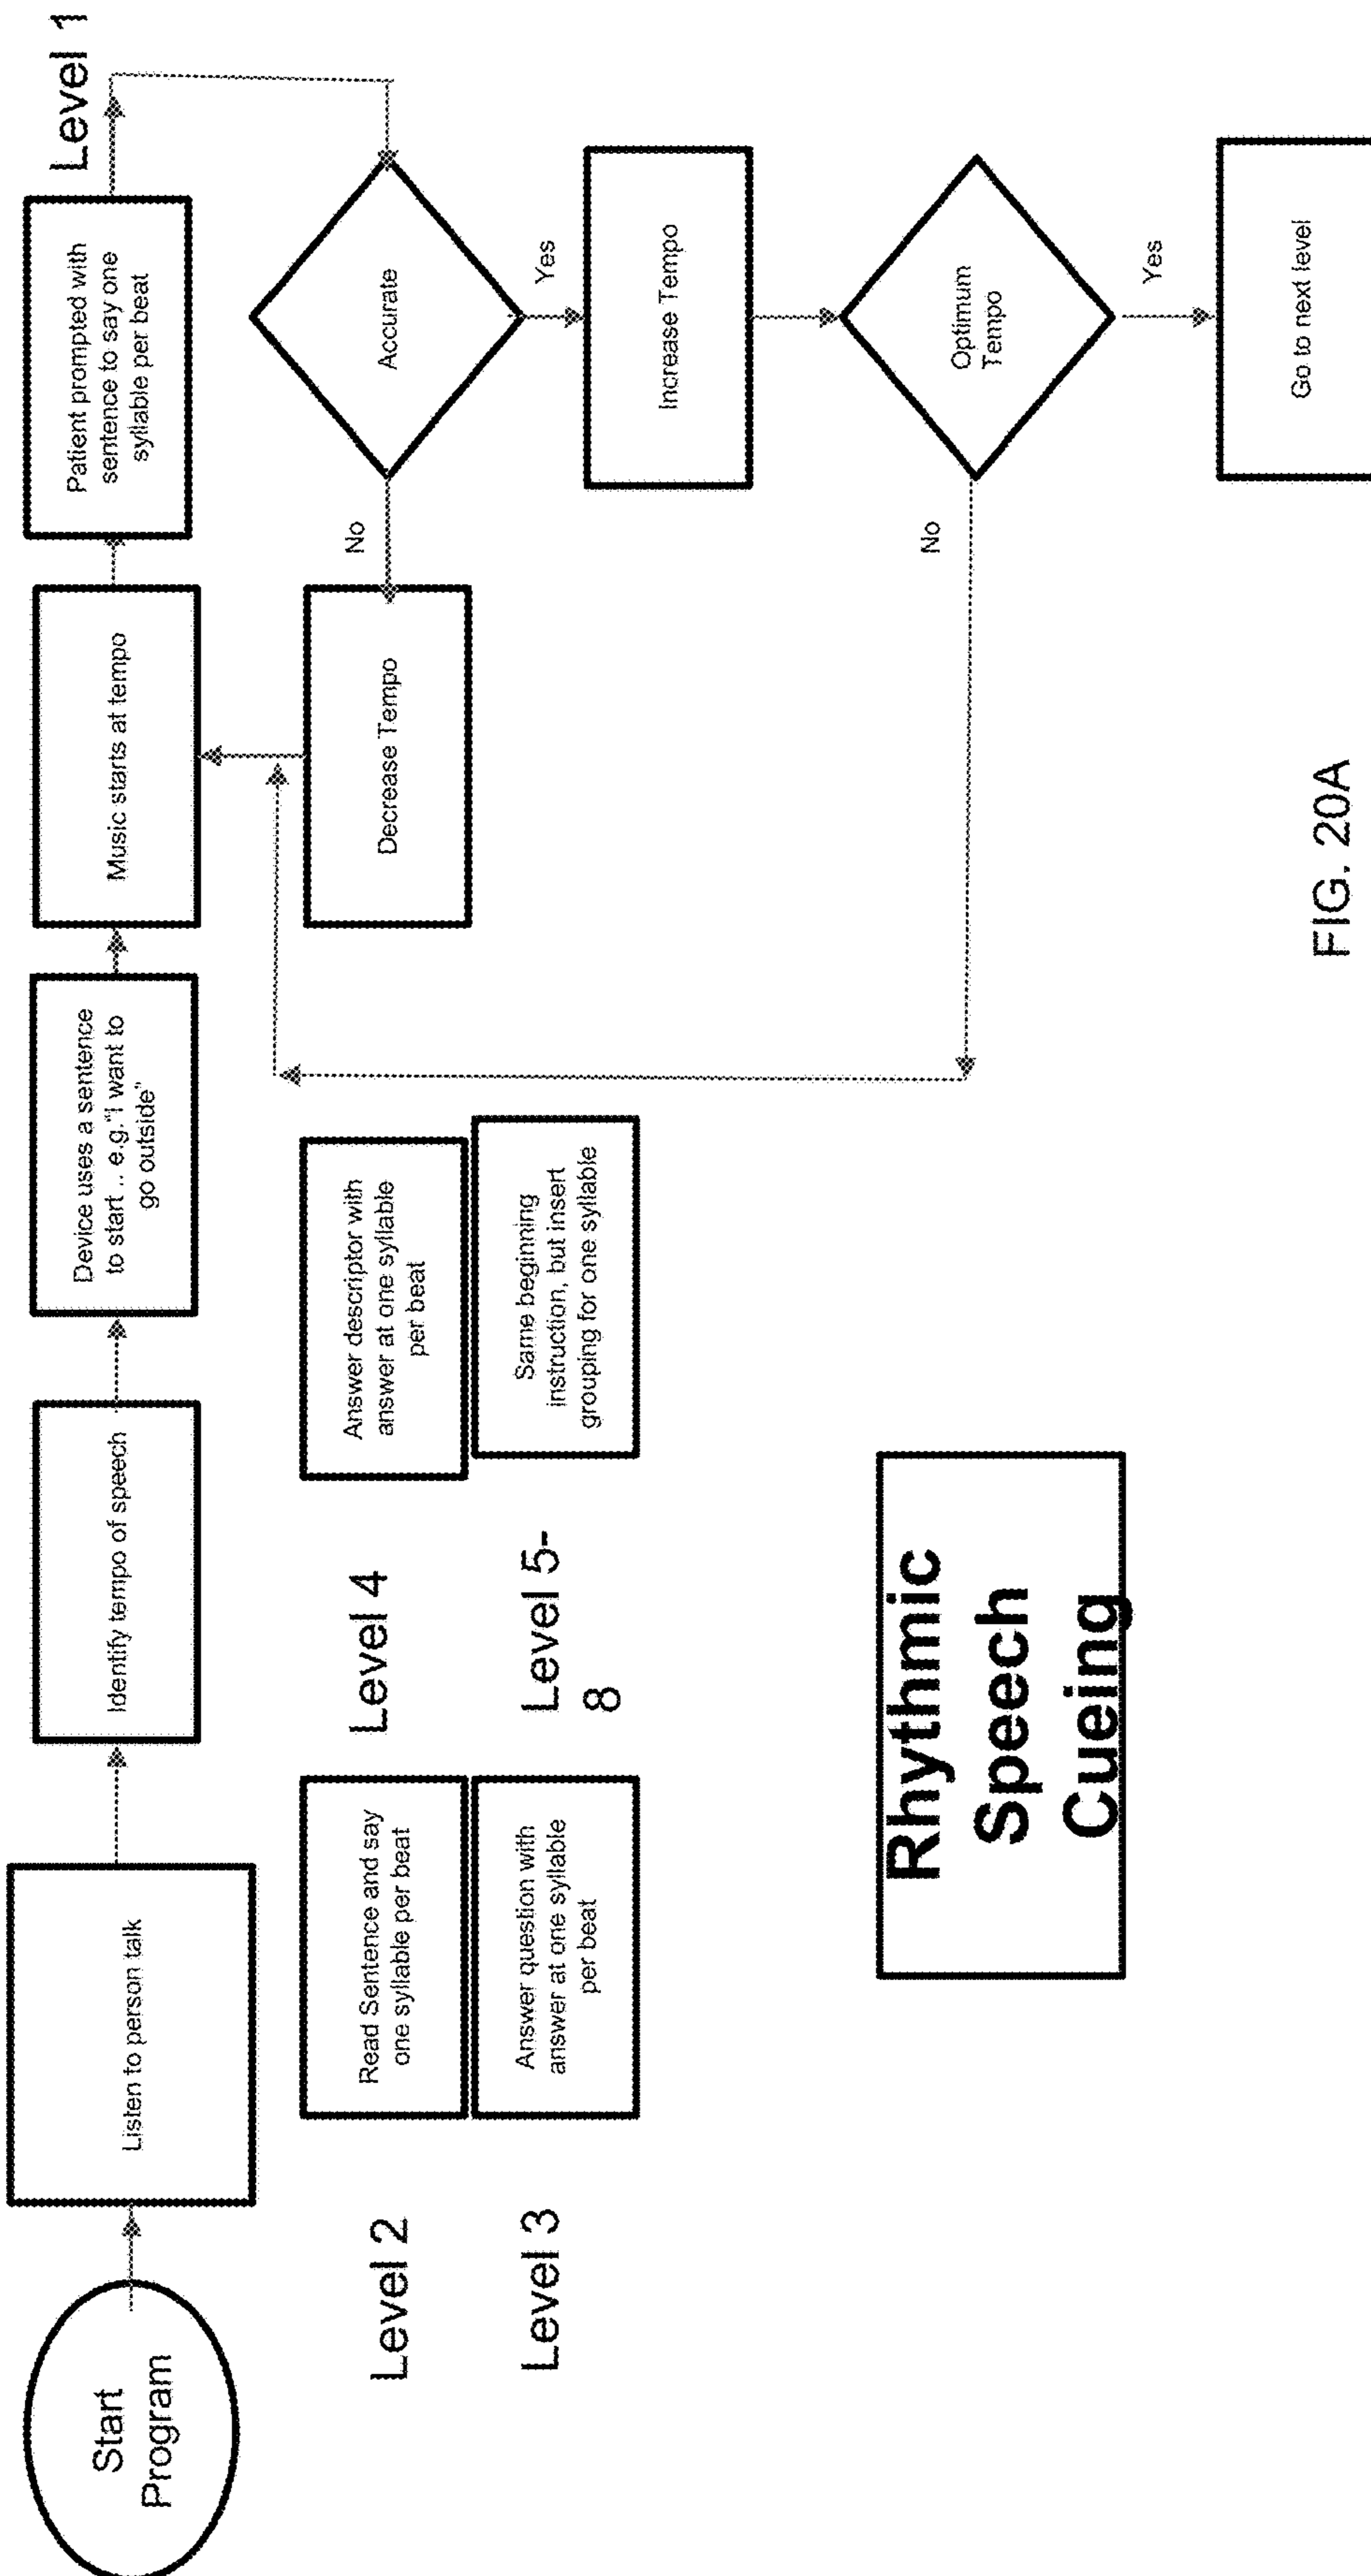 Start
Program
Listen to person talk
Identify tempo of speech
Device uses a sentence
to start .. e.g."I want to
go outside"
Music starts at tempo
Patient prompted with
sentence to say one
syllable per beat
Level 1
Level 2
Read Sentence and say
one syllable per beat
Level 3
Answer question with
answer at one syllable
per beat
Level 4
Answer descriptor with
answer at one syllable
per beat
Level 5-
8
Same beginning
instruction, but insert
grouping for one syllable
Decrease Tempo
No
Accurate
Yes
Increase Tempo
No
Optimum
Tempo
Yes
Go to next level
Rhythmic
Speech
Cueing
FIG. 20A